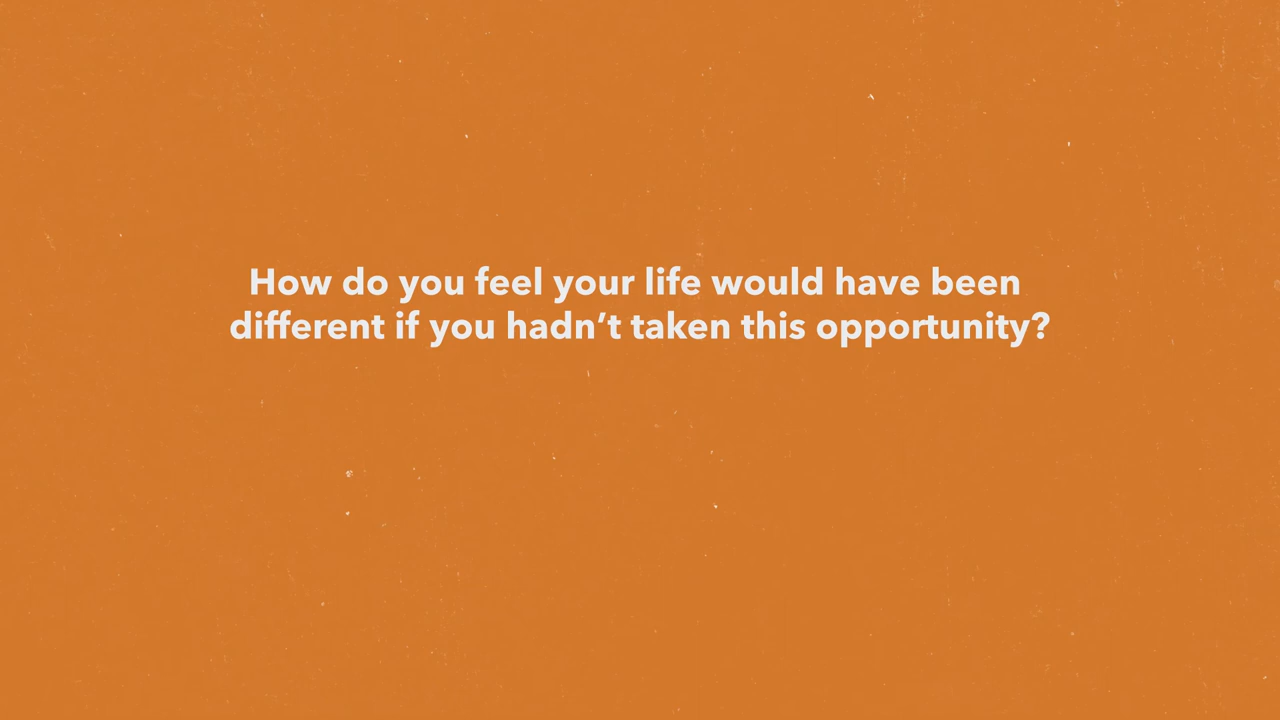 How do you feel your life would have been
different if you hadn’t taken this opportunity?